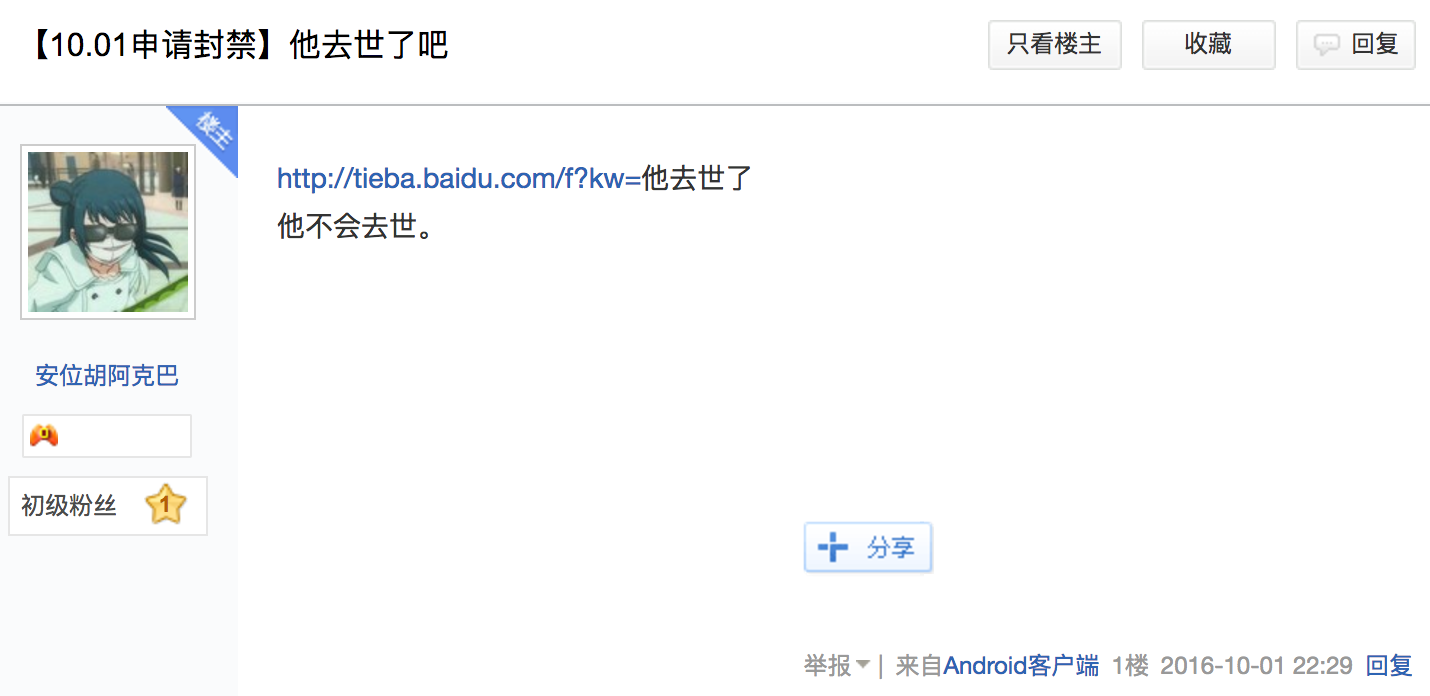 【10.01申请封禁】他去世了吧
只看楼主
收藏
回复
楼主
http://tieba.baidu.com/f?kw=他去世了
他不会去世。
安位胡阿克巴
初级粉丝 1
分享
举报 | 来自Android客户端 1楼 2016-10-01 22:29 回复